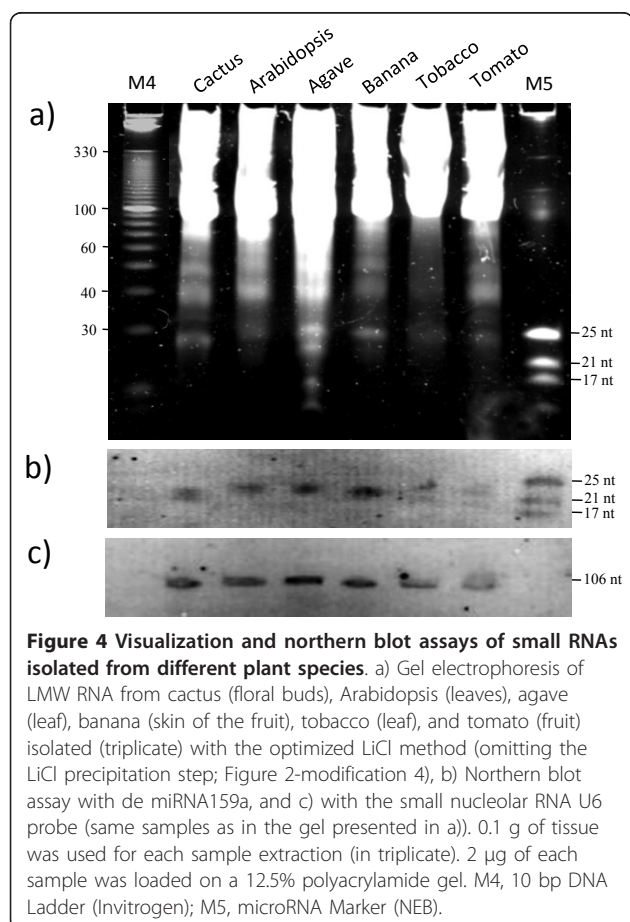 M4 Cactus Arabidopsis Agave Banana Tobacco Tomato M5
a)
330
100
60
40
30
25 nt
21 nt
17 nt
b)
25 nt
21 nt
17 nt
c)
106 nt
Figure 4 Visualization and northern blot assays of small RNAs
isolated from different plant species. a) Gel electrophoresis of
LMW RNA from cactus (floral buds), Arabidopsis (leaves), agave
(leaf), banana (skin of the fruit), tobacco (leaf), and tomato (fruit)
isolated (triplicate) with the optimized LiCl method (omitting the
LiCl precipitation step; Figure 2-modification 4), b) Northern blot
assay with de miRNA159a, and c) with the small nucleolar RNA U6
probe (same samples as in the gel presented in a)). 0.1 g of tissue
was used for each sample extraction (in triplicate). 2 μg of each
sample was loaded on a 12.5% polyacrylamide gel. M4, 10 bp DNA
Ladder (Invitrogen); M5, microRNA Marker (NEB).